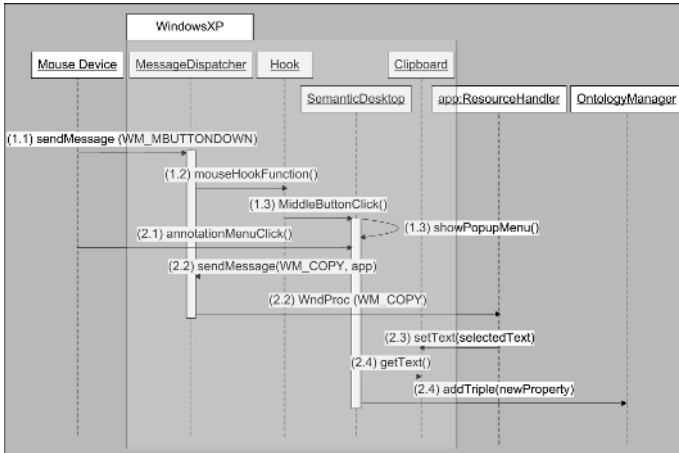 WindowsXP
Mouse Device
MessageDispatcher
Hook
Clipboard
SemanticDesktop
app:ResourceHandler
OntologyManager
(1.1) sendMessage (WM_MBUTTONDOWN)
(1.2) mouseHookFunction()
(1.3) MiddleButtonClick()
(1.3) showPopupMenu()
(2.1) annotationMenuClick()
(2.2) sendMessage(WM_COPY, app)
(2.2) WndProc (WM_COPY)
(2.3) setText(selectedText)
(2.4) getText()
(2.4) addTriple(newProperty)